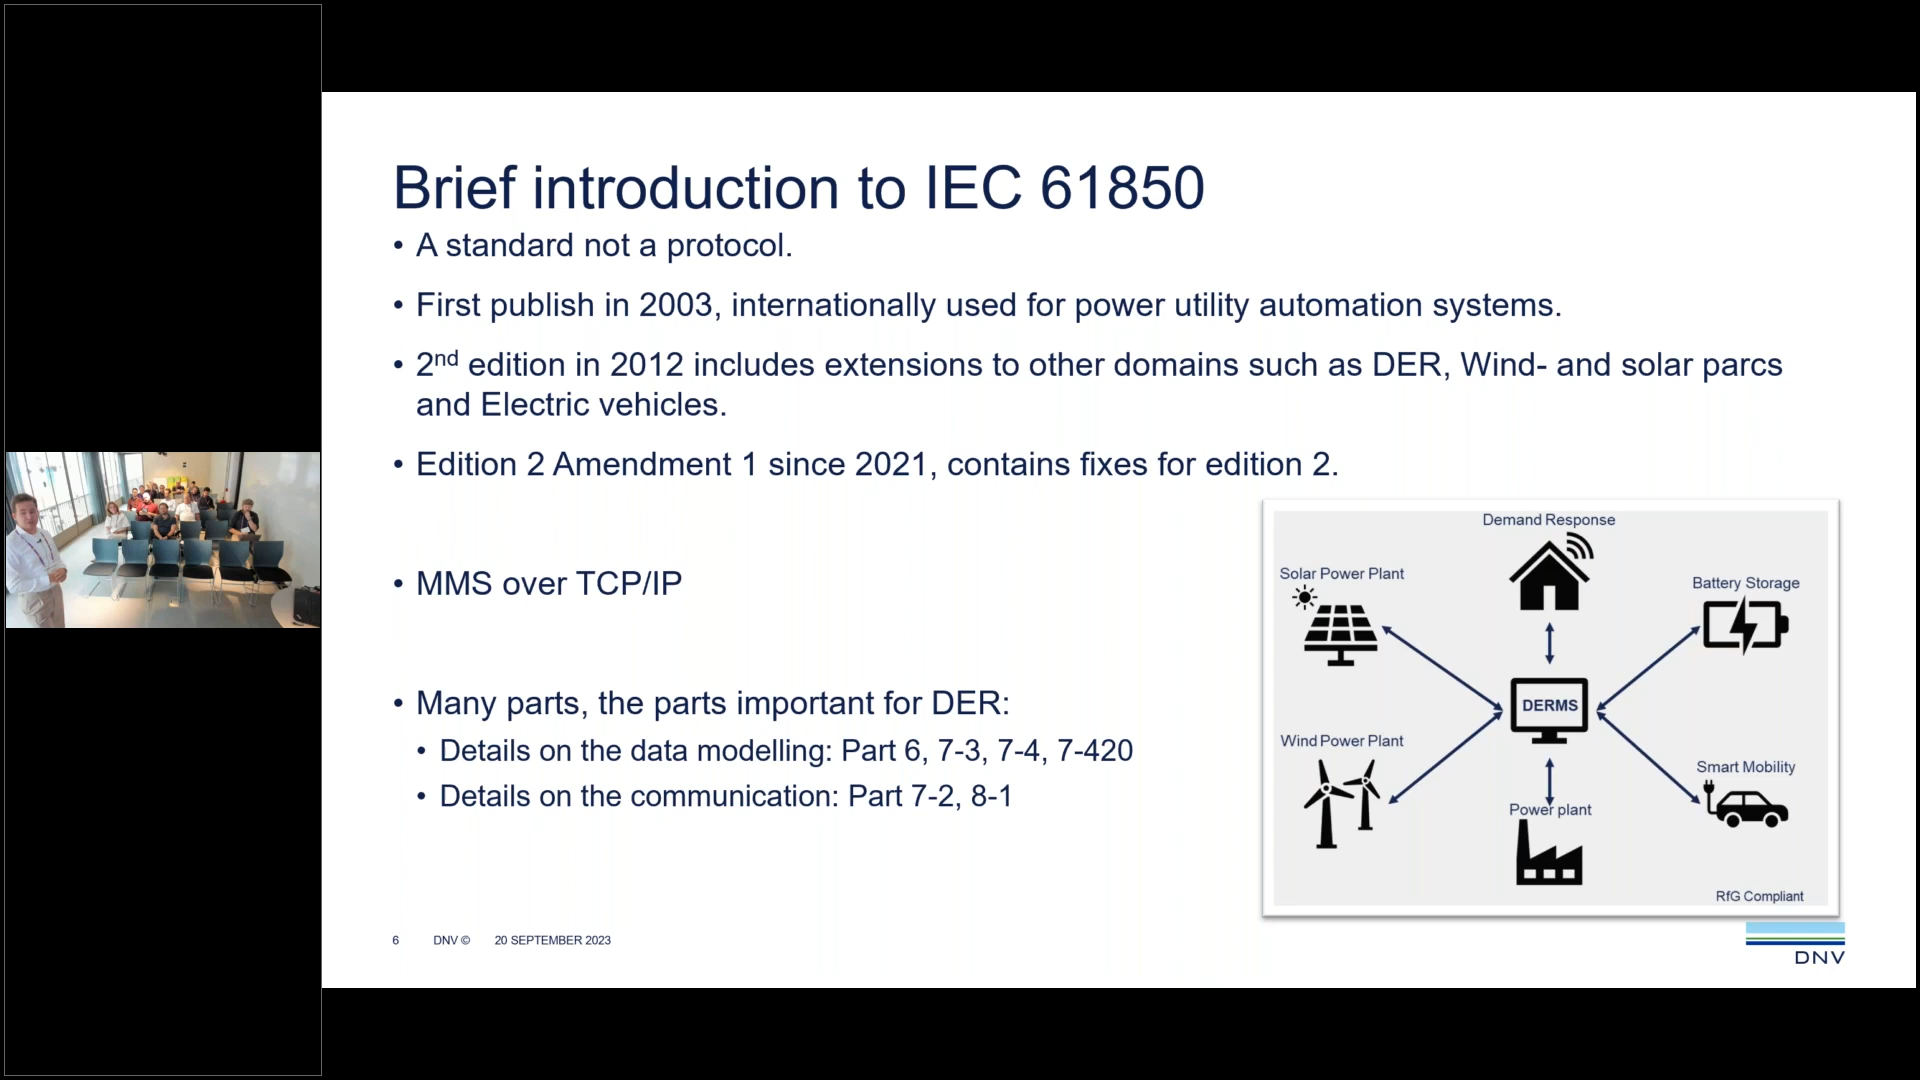 Brief introduction to IEC 61850
• A standard not a protocol.
• First publish in 2003, internationally used for power utility automation systems.
• 2nd edition in 2012 includes extensions to other domains such as DER, Wind- and solar parcs
and Electric vehicles.
• Edition 2 Amendment 1 since 2021, contains fixes for edition 2.
• MMS over TCP/IP
• Many parts, the parts important for DER:
• Details on the data modelling: Part 6, 7-3, 7-4, 7-420
• Details on the communication: Part 7-2, 8-1
Demand Response
Solar Power Plant
Battery Storage
DERMS
Wind Power Plant
Smart Mobility
Power plant
RfG Compliant
6 DNV © 20 SEPTEMBER 2023
DNV